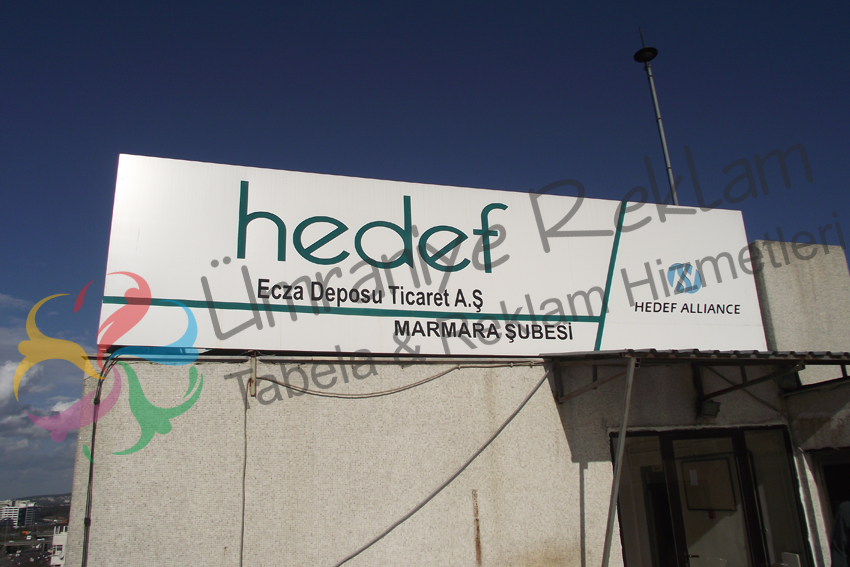 hedef
Ecza Deposu Ticaret A.Ş
MARMARA ŞUBESİ
HEDEF ALLIANCE
Ümraniye Reklam
Tabela & Reklam Hizmetleri